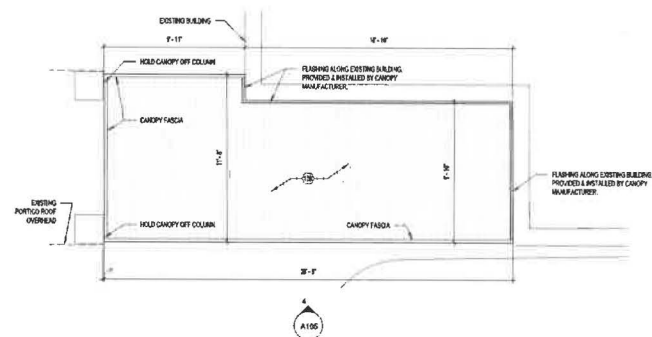 EXISTING BUILDING
HOLD CANOPY OFF COLUMN
FLASHING ALONG EXISTING BUILDING,
PROVIDED & INSTALLED BY CANOPY
MANUFACTURER.
CANOPY FASCIA
FLASHING ALONG EXISTING BUILDING
PROVIDED & INSTALLED BY CANOPY
MANUFACTURER.
EXISTING
PORTICO ROOF
OVERHEAD
HOLD CANOPY OFF COLUMN
CANOPY FASCIA
4
A105